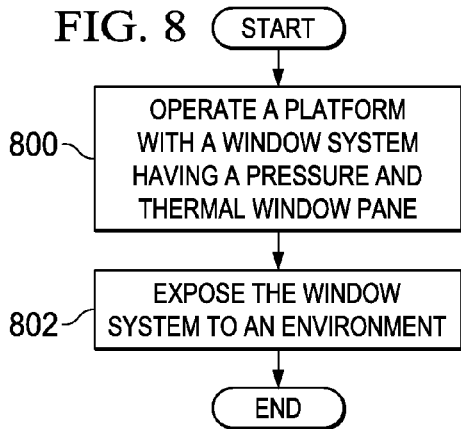 FIG. 8
START
800
OPERATE A PLATFORM
WITH A WINDOW SYSTEM
HAVING A PRESSURE AND
THERMAL WINDOW PANE
802
EXPOSE THE WINDOW
SYSTEM TO AN ENVIRONMENT
END